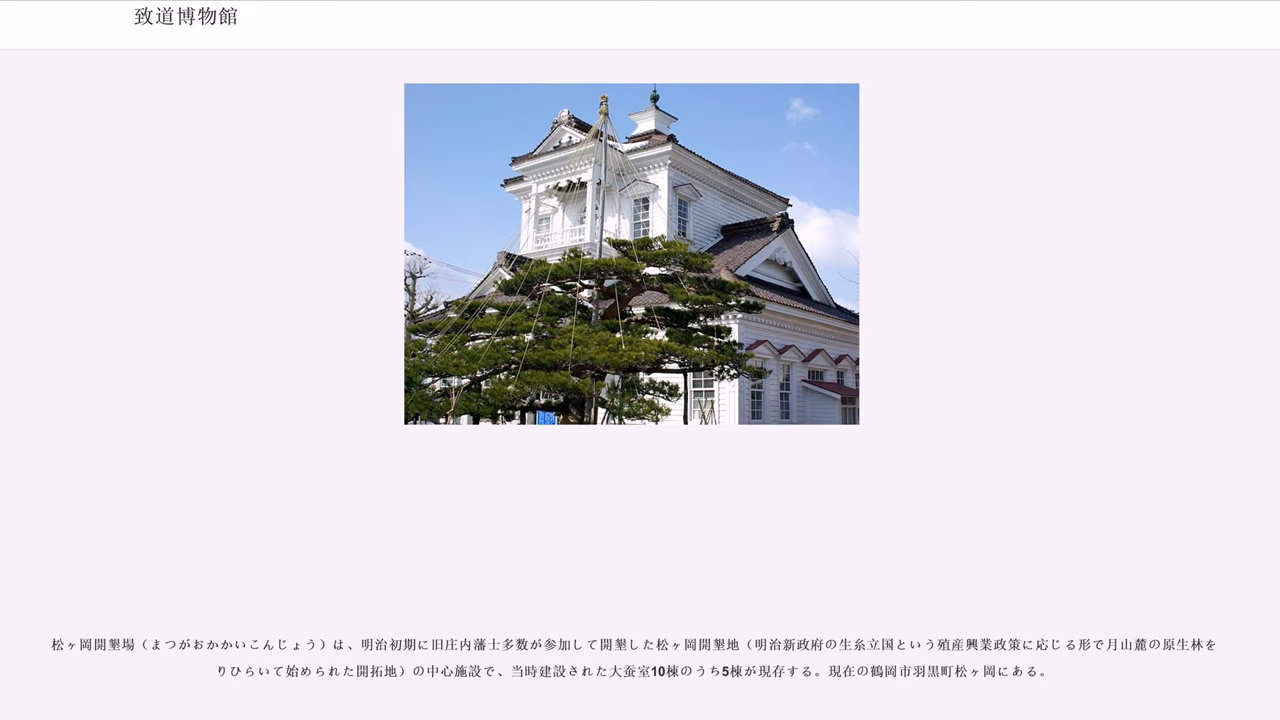 致道博物館
松ヶ岡開墾場（まつがおかかいこんじょう）は、明治初期に旧庄内藩士多数が参加して開墾した松ヶ岡開墾地（明治新政府の生糸立国という殖産興業政策に応じる形で月山麓の原生林を
りひらいて始められた開拓地）の中心施設で、当時建設された大蚕室10棟のうち5棟が現存する。現在の鶴岡市羽黒町松ヶ岡にある。